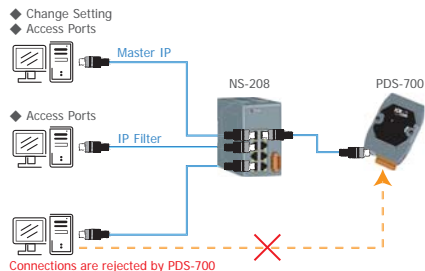 ◆ Change Setting
◆ Access Ports
Master IP
NS-208
PDS-700
◆ Access Ports
IP Filter
Connections are rejected by PDS-700